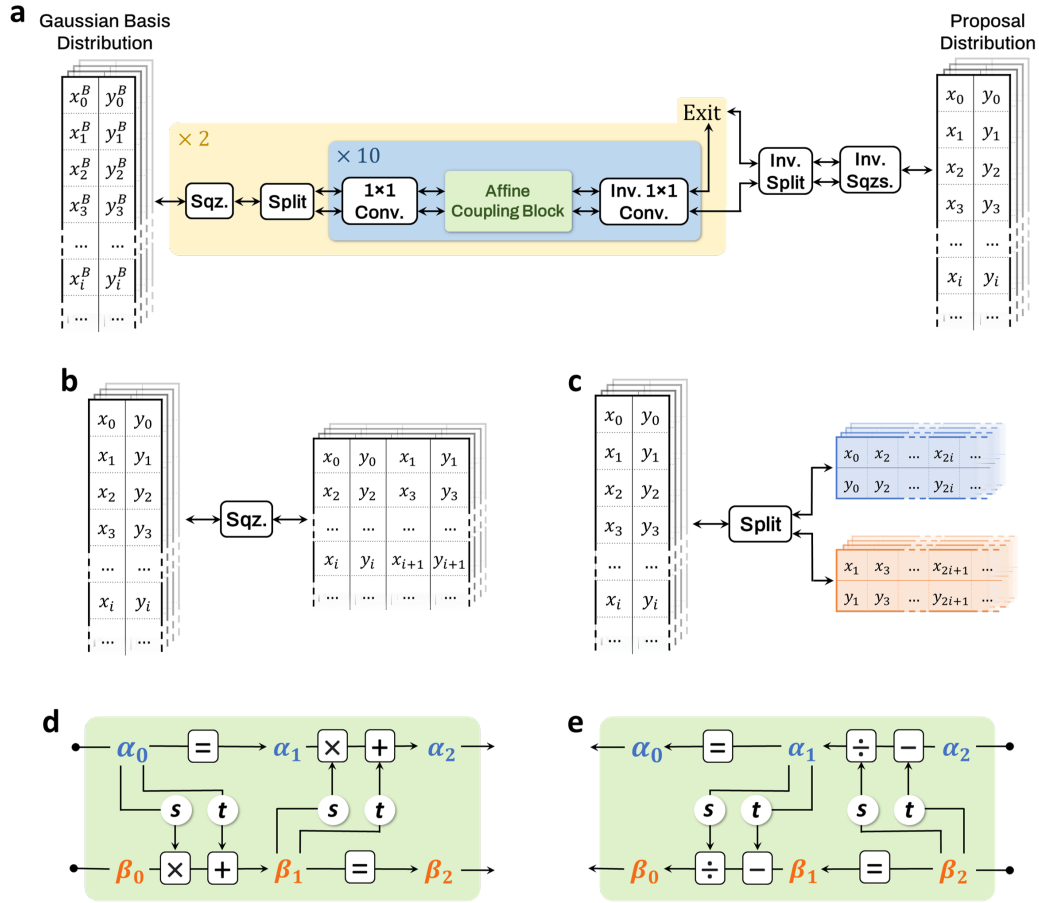 a
Gaussian Basis
Distribution
Proposal
Distribution
x_0^B y_0^B
x_1^B y_1^B
x_2^B y_2^B
x_3^B y_3^B
... ...
x_i^B y_i^B
... ...
× 2
× 10
Exit
Sqz.
Split
1×1
Conv.
Affine
Coupling Block
Inv. 1×1
Conv.
Inv.
Split
Inv.
Sqzs.
x_0 y_0
x_1 y_1
x_2 y_2
x_3 y_3
... ...
x_i y_i
... ...
b
x_0 y_0
x_1 y_1
x_2 y_2
x_3 y_3
... ...
x_i y_i
... ...
Sqz.
x_0 y_0 x_1 y_1
x_2 y_2 x_3 y_3
... ... ... ...
x_i y_i x_{i+1} y_{i+1}
... ... ... ...
c
x_0 y_0
x_1 y_1
x_2 y_2
x_3 y_3
... ...
x_i y_i
... ...
Split
x_0 x_2 ... x_{2i} ...
y_0 y_2 ... y_{2i} ...
x_1 x_3 ... x_{2i+1} ...
y_1 y_3 ... y_{2i+1} ...
d
α_0 = α_1 × + α_2
s t s t
β_0 × + β_1 = β_2
e
α_0 = α_1 ÷ − α_2
s t s t
β_0 ÷ − β_1 = β_2